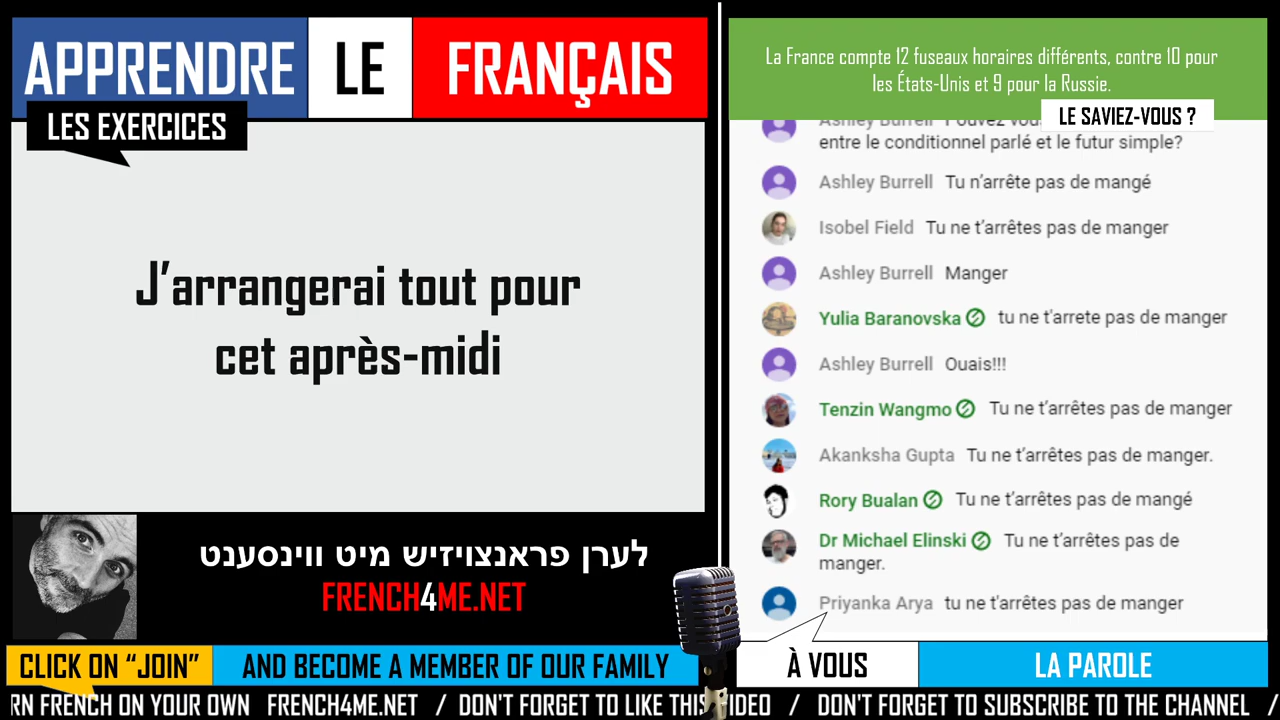 APPRENDRE LE FRANÇAIS
LES EXERCICES
J'arrangerai tout pour
cet après-midi
לערן פראנצויזיש מיט ווינסענט
FRENCH4ME.NET
CLICK ON “JOIN” AND BECOME A MEMBER OF OUR FAMILY
La France compte 12 fuseaux horaires différents, contre 10 pour
les États-Unis et 9 pour la Russie.
LE SAVIEZ-VOUS ?
Ashley Burrell Pouvez
entre le conditionnel parlé et le futur simple?
Ashley Burrell Tu n'arrête pas de mangé
Isobel Field Tu ne t'arrêtes pas de manger
Ashley Burrell Manger
Yulia Baranovska tu ne t'arrete pas de manger
Ashley Burrell Ouais!!!
Tenzin Wangmo Tu ne t'arrêtes pas de manger
Akanksha Gupta Tu ne t'arrêtes pas de manger.
Rory Bualan Tu ne t'arrêtes pas de mangé
Dr Michael Elinski Tu ne t'arrêtes pas de
manger.
Priyanka Arya tu ne t'arrêtes pas de manger
À VOUS LA PAROLE
RN FRENCH ON YOUR OWN FRENCH4ME.NET / DON'T FORGET TO LIKE THIS VIDEO / DON'T FORGET TO SUBSCRIBE TO THE CHANNEL /